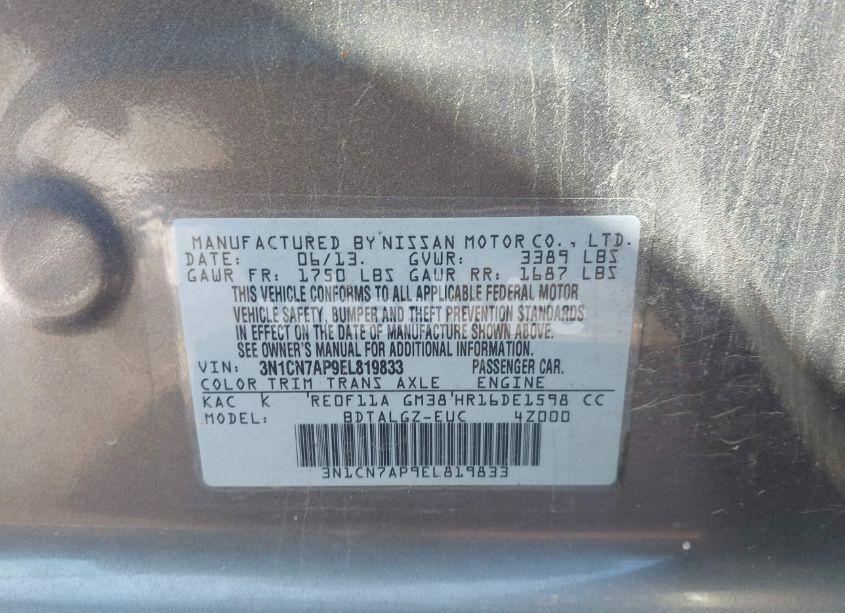 MANUFACTURED BY NISSAN MOTOR CO., LTD.
DATE: 06/13. GVWR: 3389 LBS
GAWR FR: 1750 LBS GAWR RR: 1687 LBS
THIS VEHICLE CONFORMS TO ALL APPLICABLE FEDERAL MOTOR
VEHICLE SAFETY, BUMPER AND THEFT PREVENTION STANDARDS
IN EFFECT ON THE DATE OF MANUFACTURE SHOWN ABOVE.
SEE OWNER'S MANUAL FOR ADDITIONAL INFORMATION.
VIN: 3N1CN7AP9EL819833 PASSENGER CAR.
COLOR TRIM TRANS AXLE ENGINE
KAC K 'RE0F11A GM38'HR16DE1598 CC
MODEL: BDTALGZ-EUC 4Z000
3N1CN7AP9EL819833